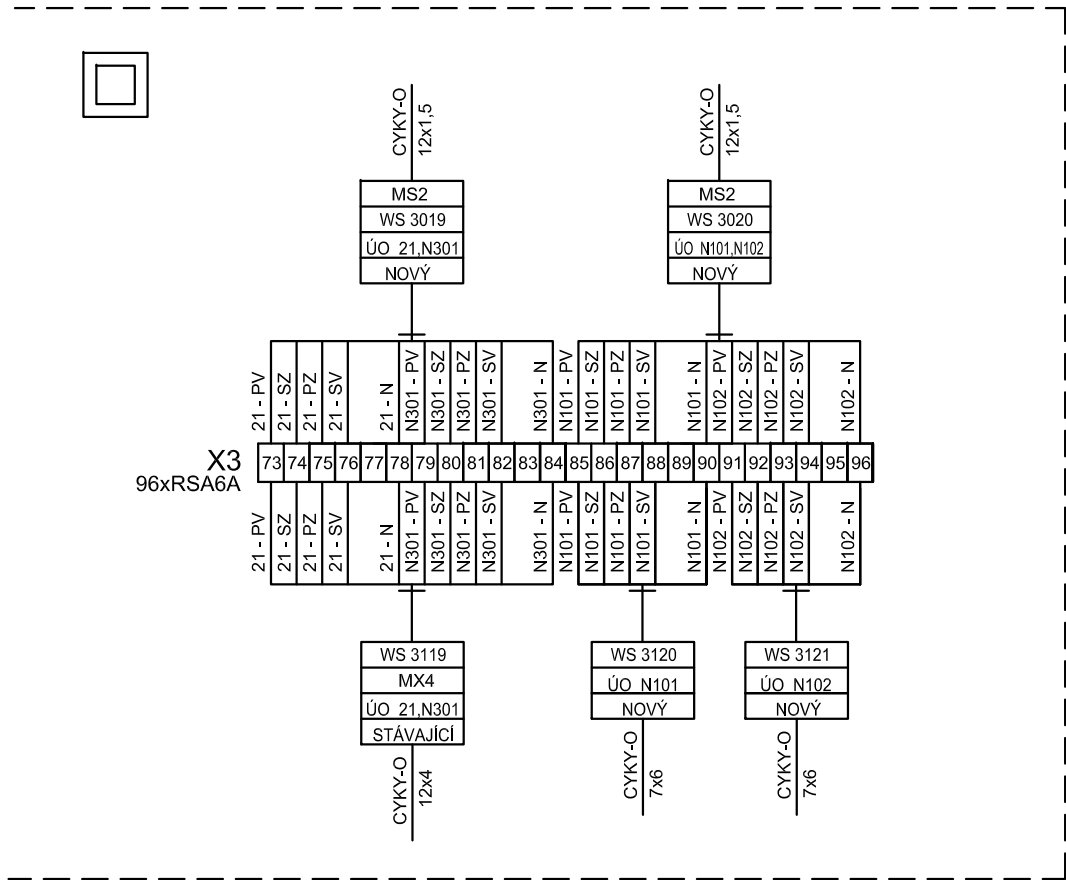 CYKY-O
12x1,5
CYKY-O
12x1,5
MS2
WS 3019
ÚO 21,N301
NOVÝ
MS2
WS 3020
ÚO N101,N102
NOVÝ
21 - PV
21 - SZ
21 - PZ
21 - SV
21 - N
N301 - PV
N301 - SZ
N301 - PZ
N301 - SV
N301 - N
N101 - PV
N101 - SZ
N101 - PZ
N101 - SV
N101 - N
N102 - PV
N102 - SZ
N102 - PZ
N102 - SV
N102 - N
X3
96xRSA6A
73 74 75 76 77 78 79 80 81 82 83 84 85 86 87 88 89 90 91 92 93 94 95 96
21 - PV
21 - SZ
21 - PZ
21 - SV
21 - N
N301 - PV
N301 - SZ
N301 - PZ
N301 - SV
N301 - N
N101 - PV
N101 - SZ
N101 - PZ
N101 - SV
N101 - N
N102 - PV
N102 - SZ
N102 - PZ
N102 - SV
N102 - N
WS 3119
MX4
ÚO 21,N301
STÁVAJÍCÍ
WS 3120
ÚO N101
NOVÝ
WS 3121
ÚO N102
NOVÝ
CYKY-O
12x4
CYKY-O
7x6
CYKY-O
7x6